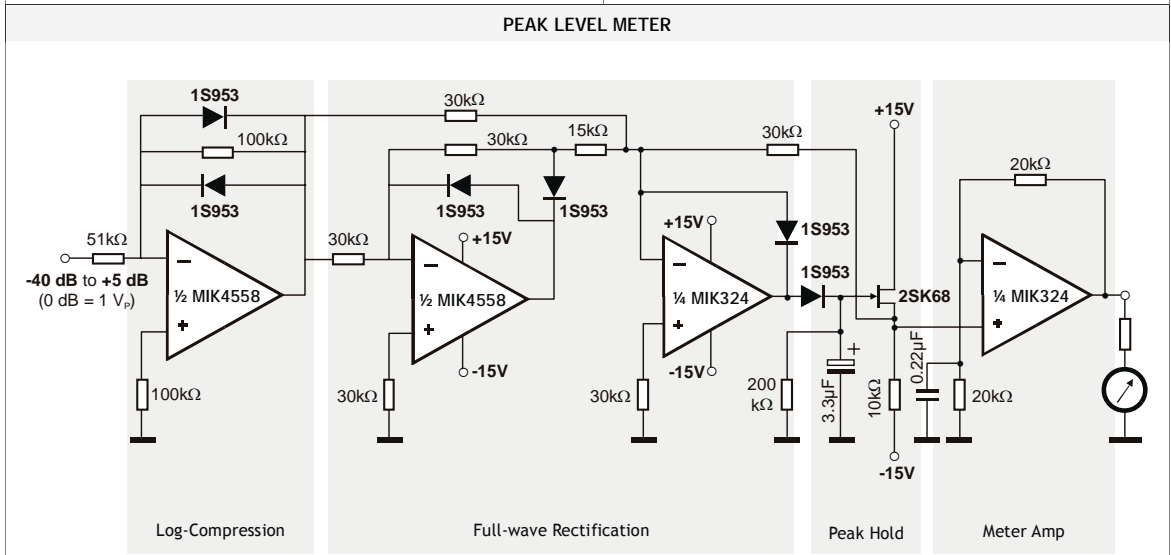 PEAK LEVEL METER
1S953
100kΩ
1S953
51kΩ
-40 dB to +5 dB
(0 dB = 1 VP)
−
½ MIK4558
+
100kΩ
Log-Compression
30kΩ
30kΩ
15kΩ
1S953
1S953
30kΩ
+15V
−
½ MIK4558
+
-15V
30kΩ
30kΩ
1S953
+15V
−
¼ MIK324
+
-15V
30kΩ
1S953
200
kΩ
Full-wave Rectification
+15V
2SK68
+
3.3µF
10kΩ
-15V
Peak Hold
0.22µF
20kΩ
−
¼ MIK324
+
20kΩ
Meter Amp